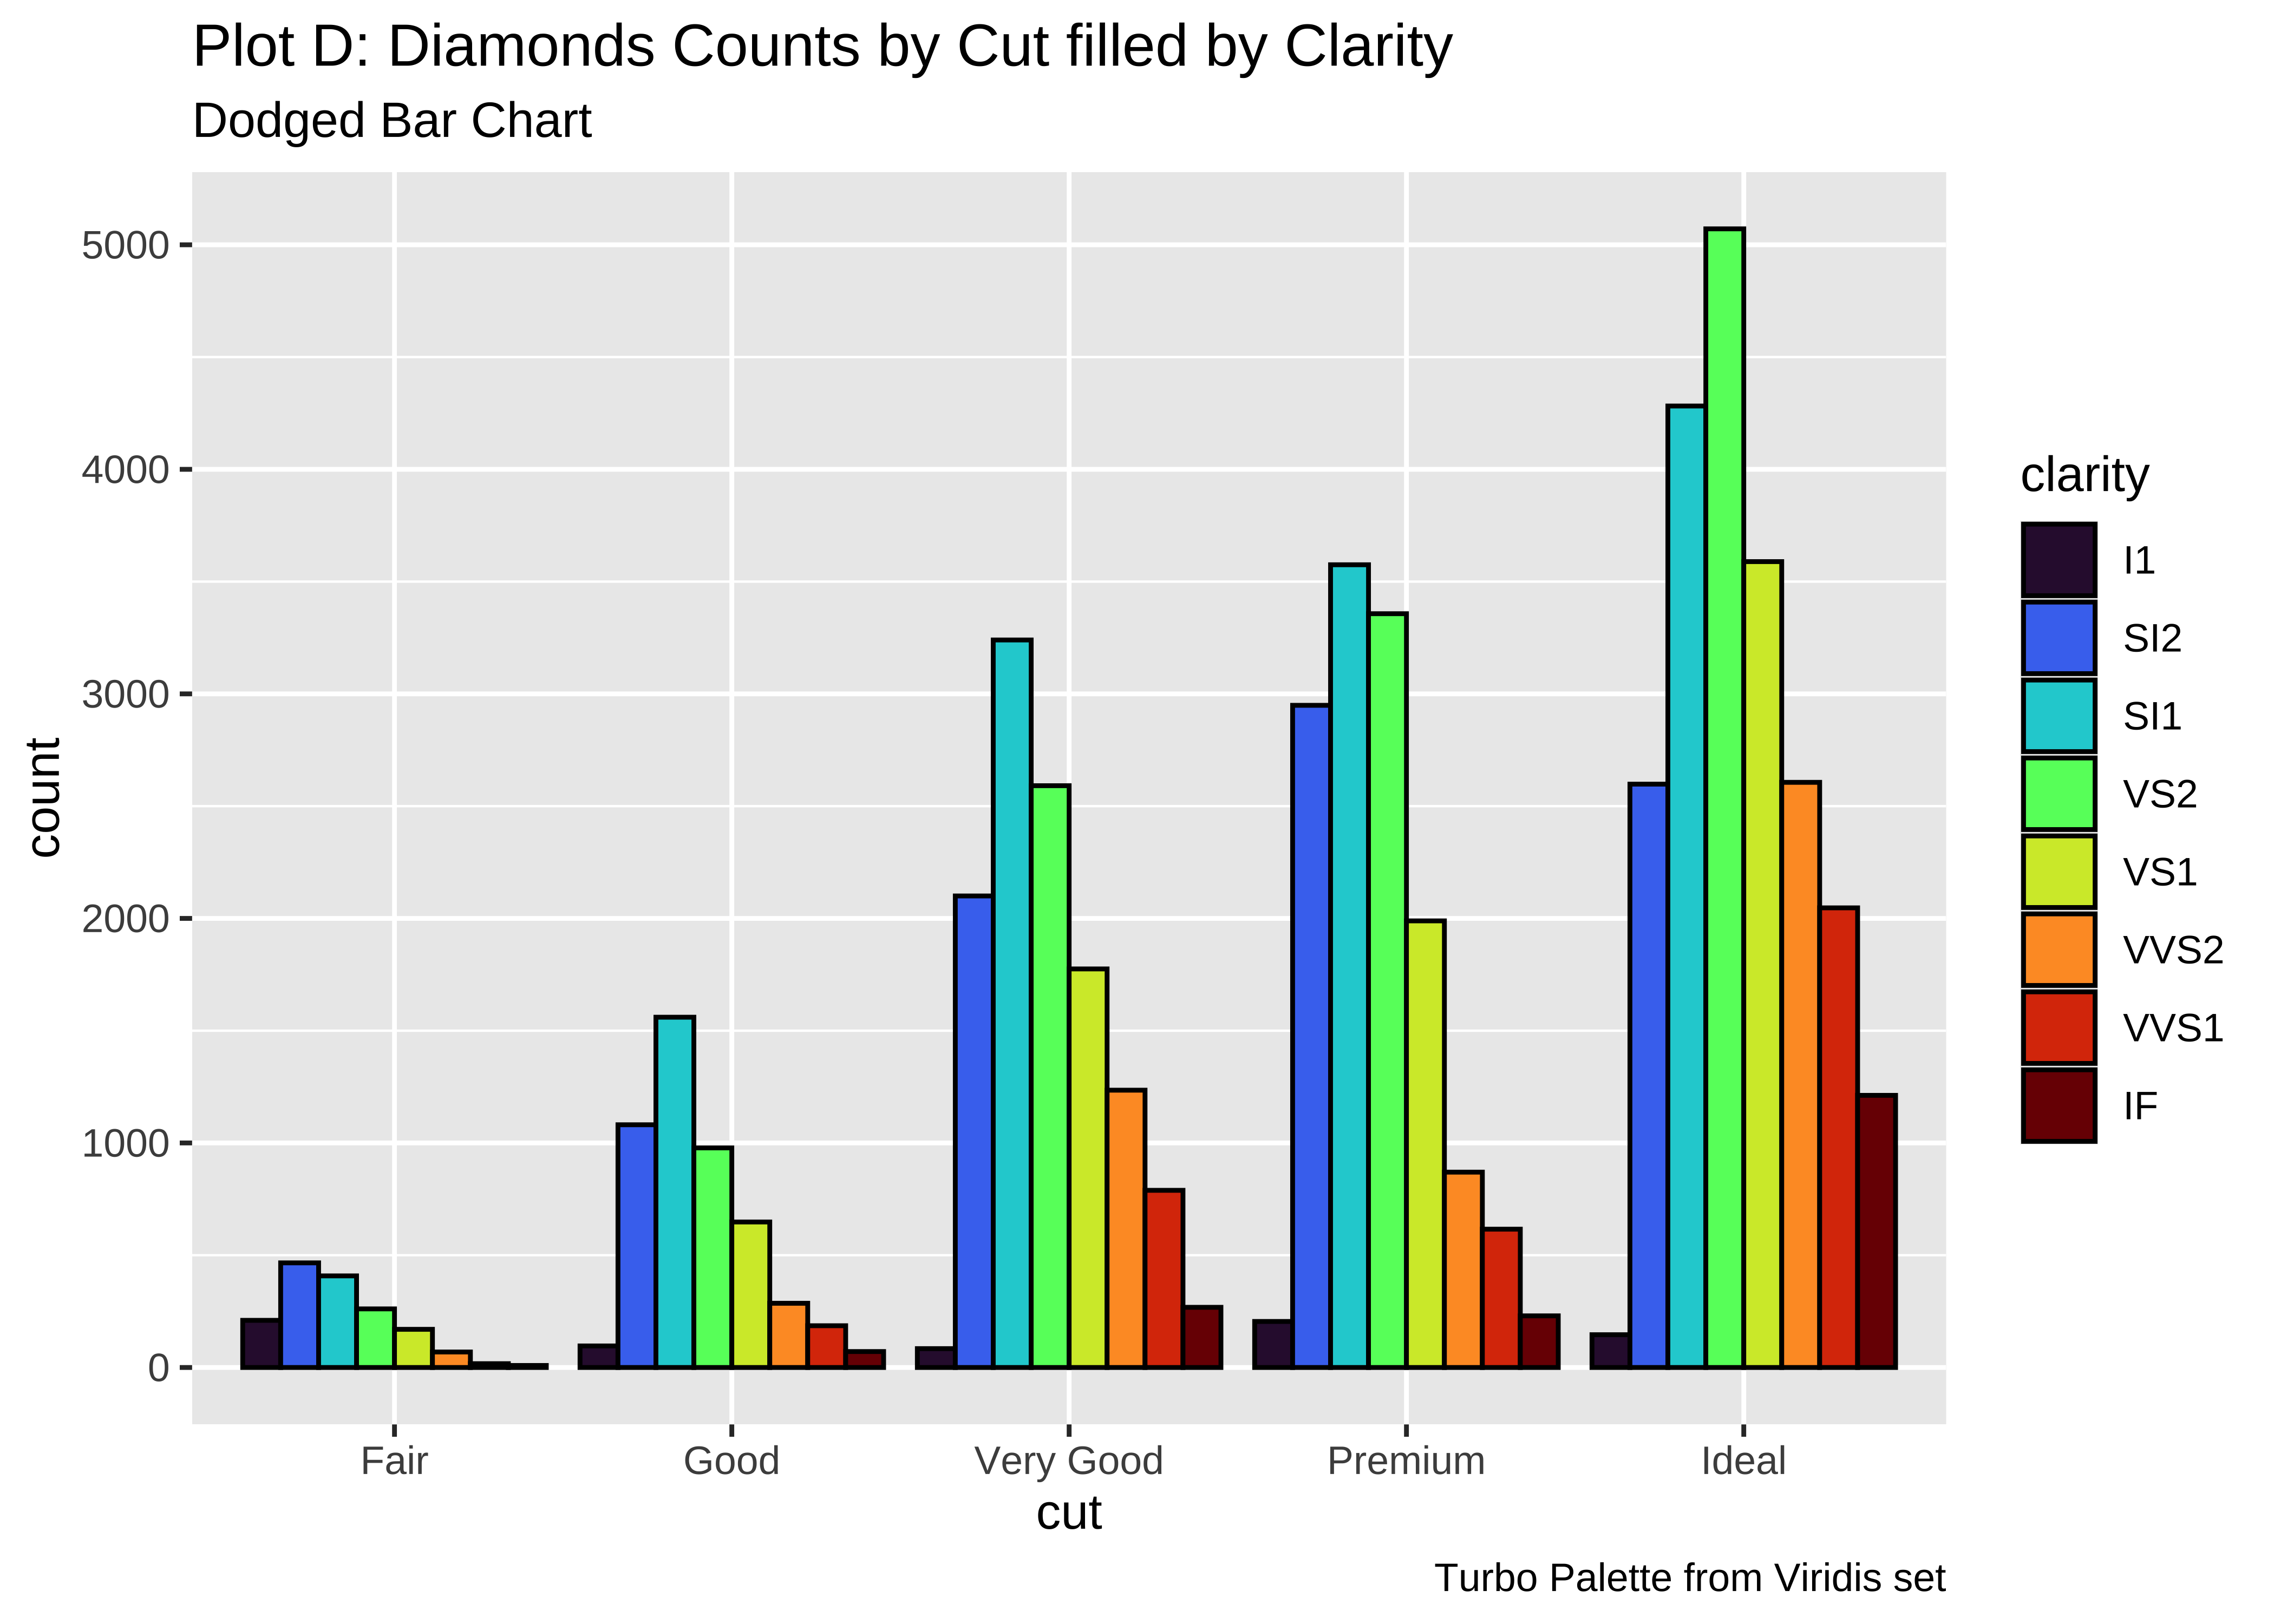 Plot D: Diamonds Counts by Cut filled by Clarity
Dodged Bar Chart
5000
4000
3000
2000
1000
0
count
Fair
Good
Very Good
Premium
Ideal
cut
clarity
I1
SI2
SI1
VS2
VS1
VVS2
VVS1
IF
Turbo Palette from Viridis set